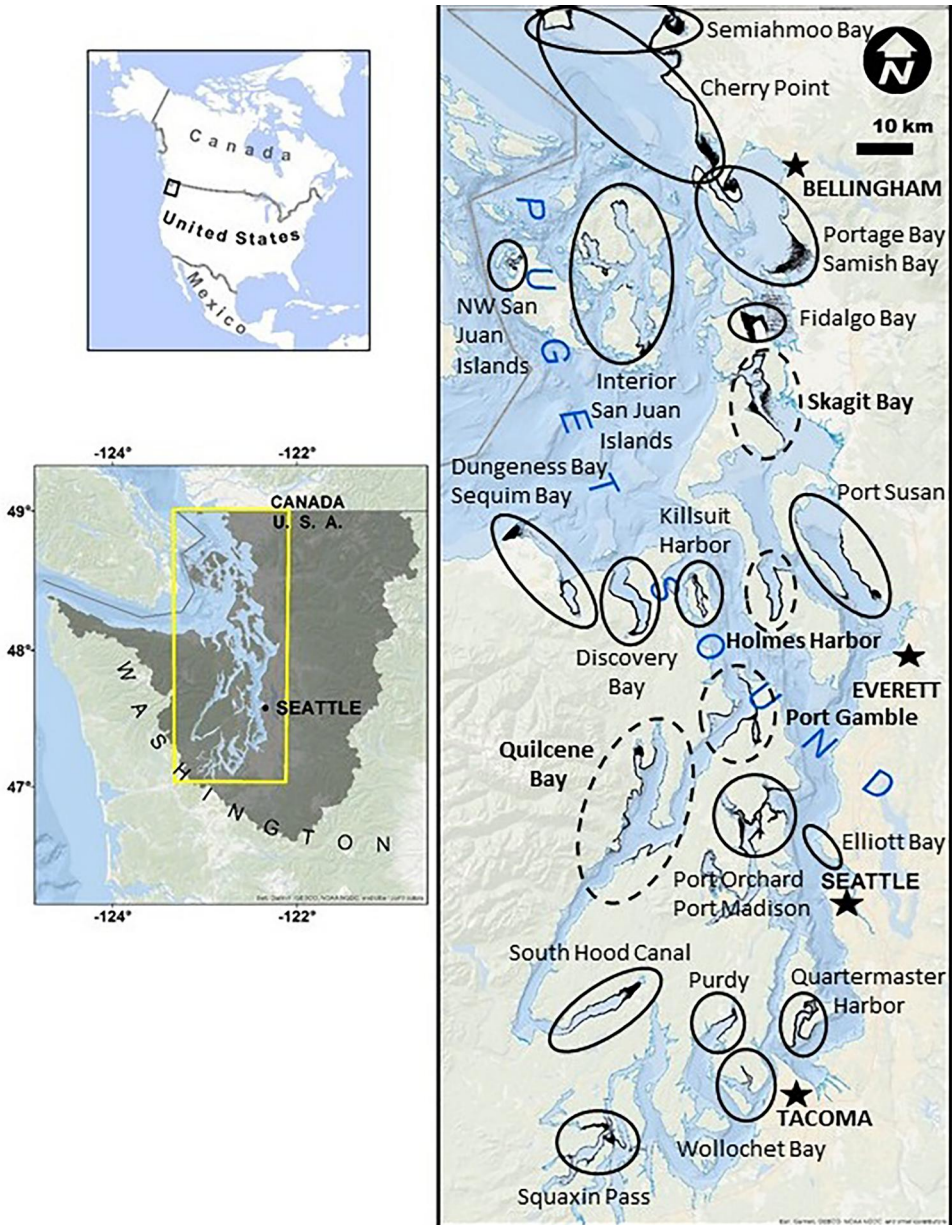 Canada
United States
Mexico
-124°
-122°
CANADA
U. S. A.
49°
48°
47°
SEATTLE
WASHINGTON
-124°
-122°
Semiahmoo Bay
N
Cherry Point
10 km
BELLINGHAM
PUGET SOUND
Portage Bay
Samish Bay
NW San
Juan
Islands
Fidalgo Bay
Interior
San Juan
Islands
Skagit Bay
Dungeness Bay
Sequim Bay
Port Susan
Killsuit
Harbor
Holmes Harbor
Discovery
Bay
EVERETT
Port Gamble
Quilcene
Bay
Elliott Bay
Port Orchard
Port Madison
SEATTLE
South Hood Canal
Purdy
Quartermaster
Harbor
TACOMA
Wollochet Bay
Squaxin Pass